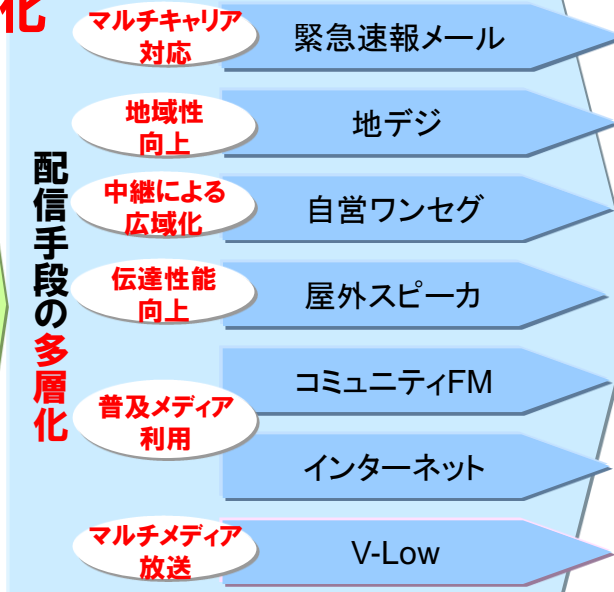 化
マルチキャリア
対応
緊急速報メール
地域性
向上
地デジ
中継による
広域化
自営ワンセグ
伝達性能
向上
屋外スピーカ
普及メディア
利用
コミュニティFM
インターネット
マルチメディア
放送
V-Low
配信手段の多層化